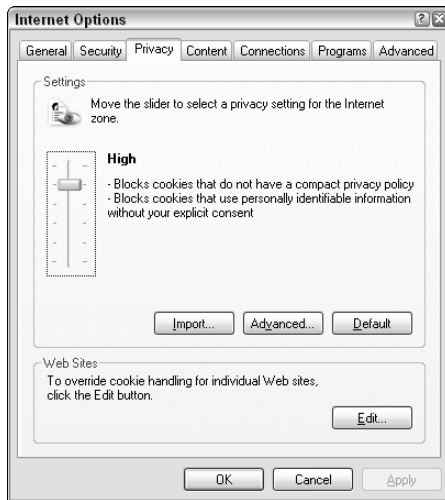 Internet Options
General Security Privacy Content Connections Programs Advanced
Settings
Move the slider to select a privacy setting for the Internet
zone.
High
- Blocks cookies that do not have a compact privacy policy
- Blocks cookies that use personally identifiable information
without your explicit consent
Import... Advanced... Default
Web Sites
To override cookie handling for individual Web sites,
click the Edit button.
Edit...
OK Cancel Apply